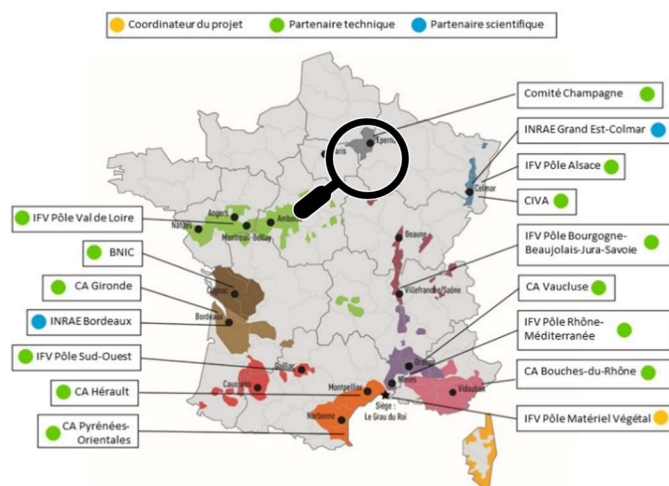 Coordinateur du projet
Partenaire technique
Partenaire scientifique
Comité Champagne
INRAE Grand Est-Colmar
IFV Pôle Alsace
CIVA
IFV Pôle Bourgogne-
Beaujolais-Jura-Savoie
CA Vaucluse
IFV Pôle Rhône-
Méditerranée
CA Bouches-du-Rhône
IFV Pôle Matériel Végétal
IFV Pôle Val de Loire
BNIC
CA Gironde
INRAE Bordeaux
IFV Pôle Sud-Ouest
CA Hérault
CA Pyrénées-
Orientales
Colmar
Angers
Nantes
Montreuil-Bellay
Beaune
Villefranche/Saône
Cognac
Bordeaux
Gaillac
Orange
Nîmes
Montpellier
Vidauban
Siège :
Le Grau du Roi
Narbonne